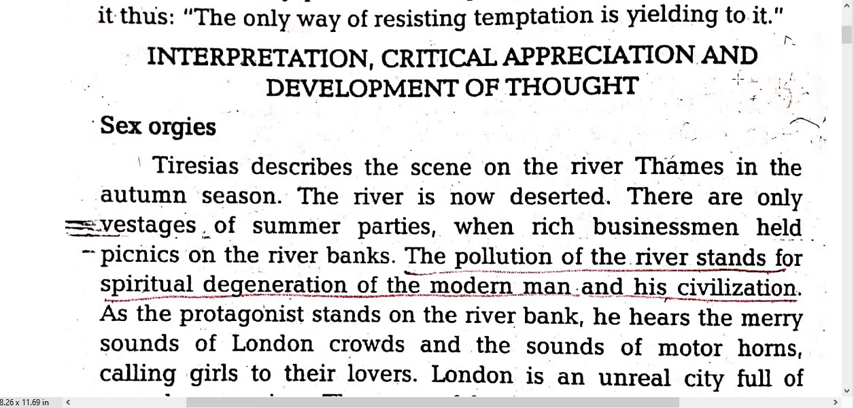 it thus: “The only way of resisting temptation is yielding to it.”
INTERPRETATION, CRITICAL APPRECIATION AND
DEVELOPMENT OF THOUGHT
Sex orgies
Tiresias describes the scene on the river Thames in the
autumn season. The river is now deserted. There are only
vestages of summer parties, when rich businessmen held
picnics on the river banks. The pollution of the river stands for
spiritual degeneration of the modern man and his civilization.
As the protagonist stands on the river bank, he hears the merry
sounds of London crowds and the sounds of motor horns,
calling girls to their lovers. London is an unreal city full of
8.26 x 11.69 in